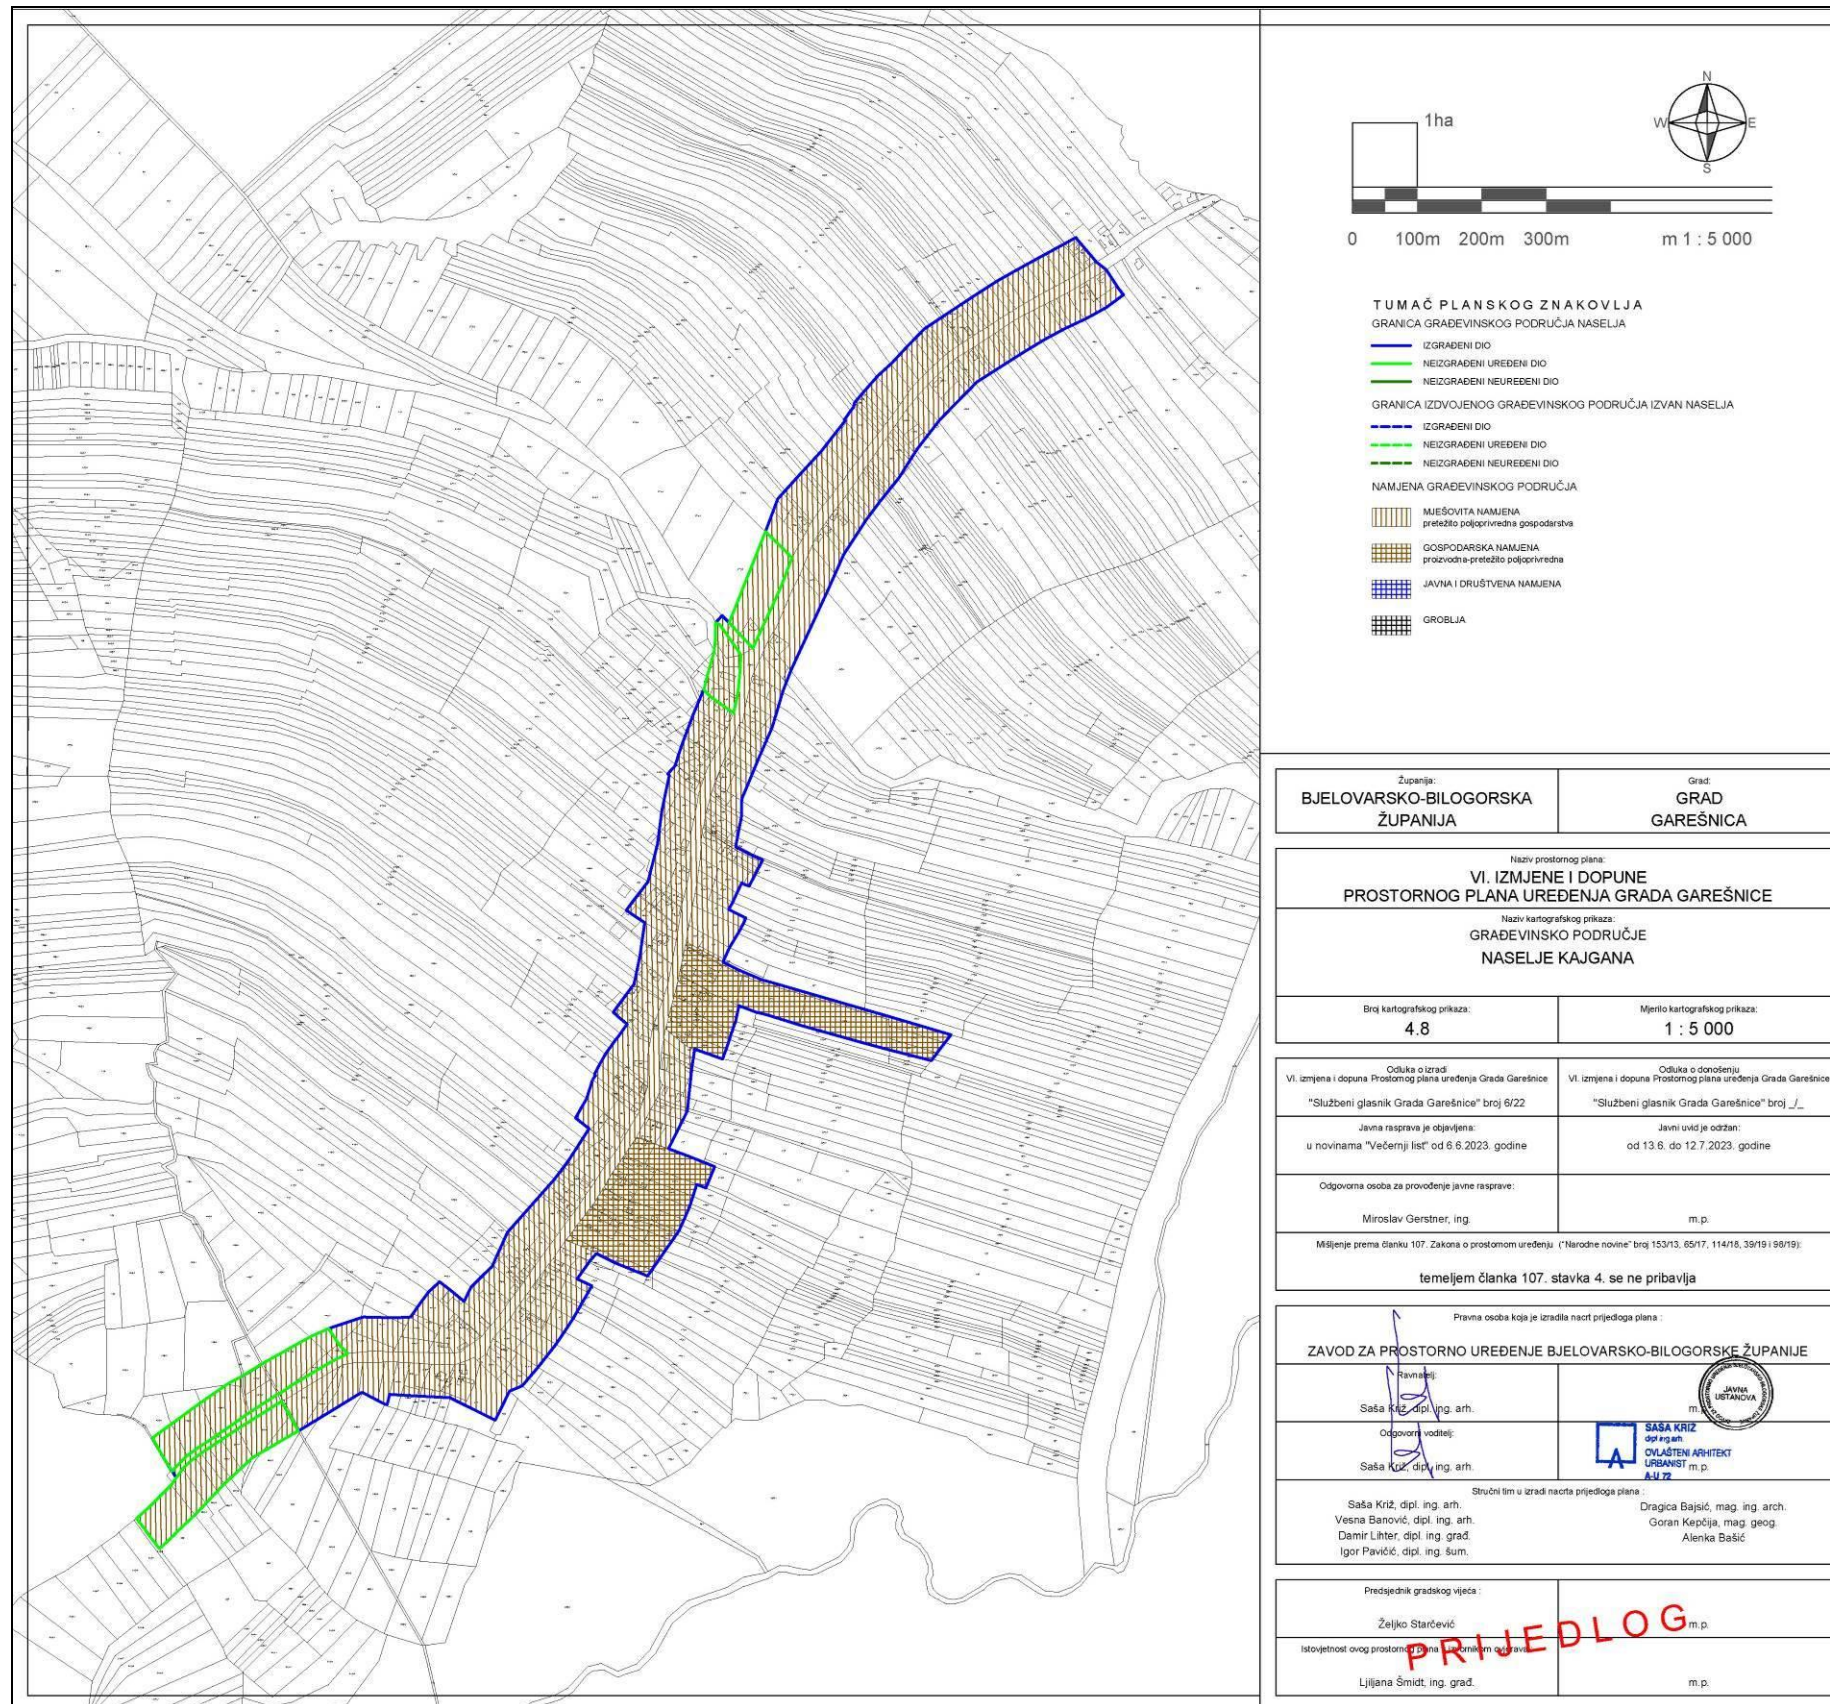 N
W
E
S
1ha
0 100m 200m 300m m 1 : 5 000
TUMAČ PLANSKOG ZNAKOVLJA
GRANICA GRAĐEVINSKOG PODRUČJA NASELJA
IZGRAĐENI DIO
NEIZGRAĐENI UREĐENI DIO
NEIZGRAĐENI NEUREĐENI DIO
GRANICA IZDVOJENOG GRAĐEVINSKOG PODRUČJA IZVAN NASELJA
IZGRAĐENI DIO
NEIZGRAĐENI UREĐENI DIO
NEIZGRAĐENI NEUREĐENI DIO
NAMJENA GRAĐEVINSKOG PODRUČJA
MJEŠOVITA NAMJENA
pretežito poljoprivredna gospodarstva
GOSPODARSKA NAMJENA
proizvodna-pretežito poljoprivredna
JAVNA I DRUŠTVENA NAMJENA
GROBLJA
Županija:
BJELOVARSKO-BILOGORSKA
ŽUPANIJA
Grad:
GRAD
GAREŠNICA
Naziv prostornog plana:
VI. IZMJENE I DOPUNE
PROSTORNOG PLANA UREĐENJA GRADA GAREŠNICE
Naziv kartografskog prikaza:
GRAĐEVINSKO PODRUČJE
NASELJE KAJGANA
Broj kartografskog prikaza:
4.8
Mjerilo kartografskog prikaza:
1 : 5 000
Odluka o izradi
VI. izmjena i dopuna Prostornog plana uređenja Grada Garešnice
"Službeni glasnik Grada Garešnice" broj 6/22
Odluka o donošenju
VI. izmjena i dopuna Prostornog plana uređenja Grada Garešnice
"Službeni glasnik Grada Garešnice" broj _/_
Javna rasprava je objavljena:
u novinama "Večernji list" od 6.6.2023. godine
Javni uvid je održan:
od 13.6. do 12.7.2023. godine
Odgovorna osoba za provođenje javne rasprave:
Miroslav Gerstner, ing.
m.p.
Mišljenje prema članku 107. Zakona o prostornom uređenju ("Narodne novine" broj 153/13, 65/17, 114/18, 39/19 i 98/19):
temeljem članka 107. stavka 4. se ne pribavlja
Pravna osoba koja je izradila nacrt prijedloga plana :
ZAVOD ZA PROSTORNO UREĐENJE BJELOVARSKO-BILOGORSKE ŽUPANIJE
Ravnatelj:
Saša Križ, dipl. ing. arh.
m.p.
JAVNA
USTANOVA
Odgovorni voditelj:
Saša Križ, dipl. ing. arh.
SAŠA KRIŽ
dipl ing arh
OVLAŠTENI ARHITEKT
URBANIST
A-U 72
m.p.
Stručni tim u izradi nacrta prijedloga plana :
Saša Križ, dipl. ing. arh.
Vesna Banović, dipl. ing. arh.
Damir Lihter, dipl. ing. građ.
Igor Pavičić, dipl. ing. šum.
Dragica Bajsić, mag. ing. arch.
Goran Kepčija, mag. geog.
Alenka Bašić
Predsjednik gradskog vijeća :
Željko Starčević
m.p.
PRIJEDLOG
Istovjetnost ovog prostornog plana s izvornikom ovjerava:
Ljiljana Šmidt, ing. građ.
m.p.